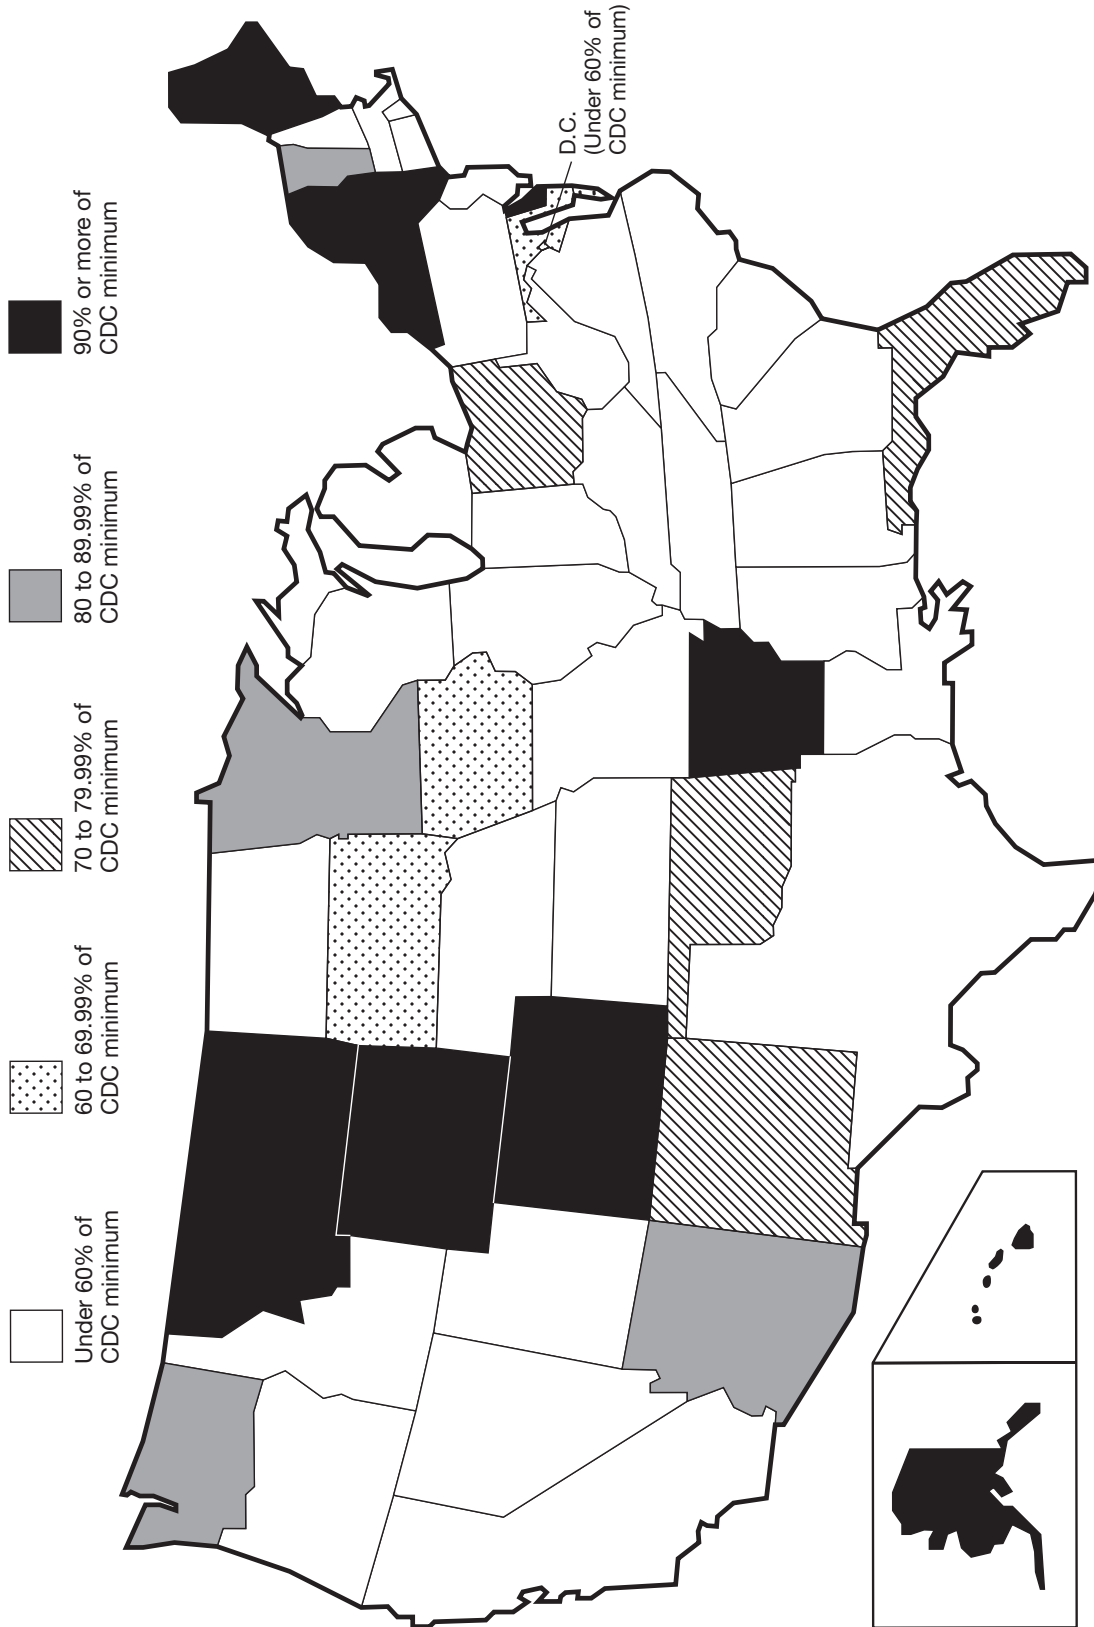 Under 60% of
CDC minimum
60 to 69.99% of
CDC minimum
70 to 79.99% of
CDC minimum
80 to 89.99% of
CDC minimum
90% or more of
CDC minimum
D.C.
(Under 60% of
CDC minimum)